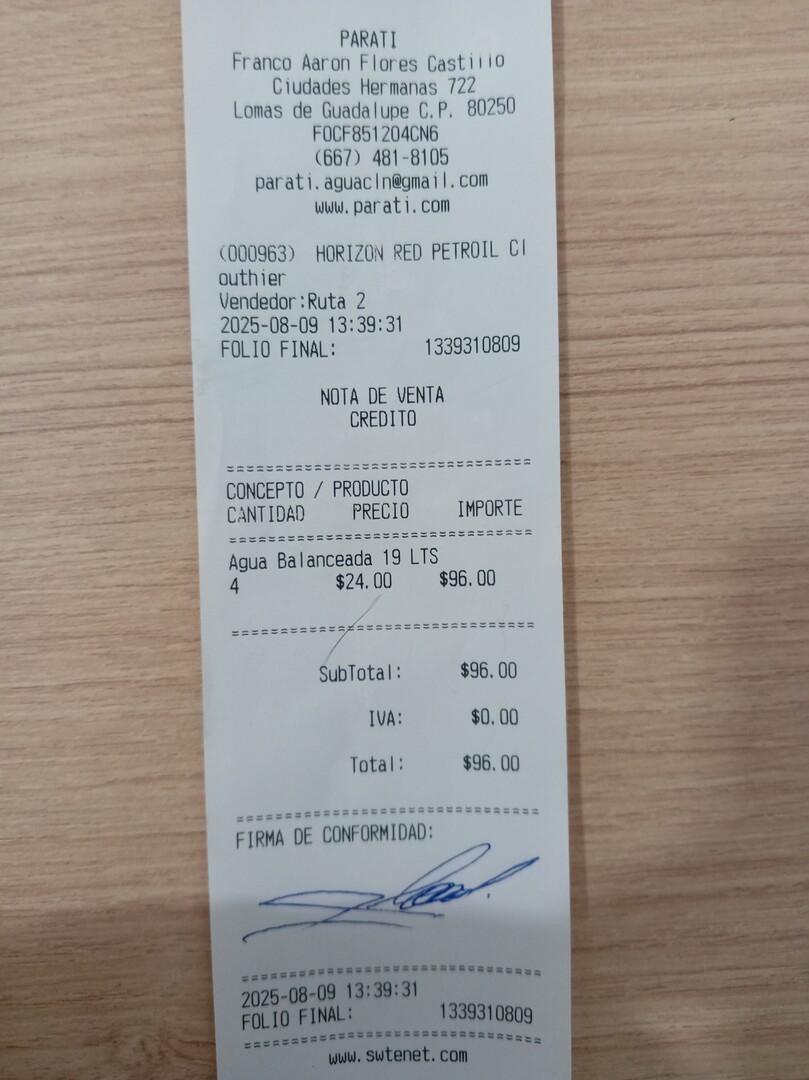 PARATI
Franco Aaron Flores Castillo
Ciudades Hermanas 722
Lomas de Guadalupe C.P. 80250
FOCF851204CN6
(667) 481-8105
parati.aguacln@gmail.com
www.parati.com
(000963) HORIZON RED PETROIL Cl
outhier
Vendedor:Ruta 2
2025-08-09 13:39:31
FOLIO FINAL: 1339310809
NOTA DE VENTA
CREDITO
==============================
CONCEPTO / PRODUCTO
CANTIDAD PRECIO IMPORTE
==============================
Agua Balanceada 19 LTS
4 $24.00 $96.00
==============================
SubTotal: $96.00
IVA: $0.00
Total: $96.00
==============================
FIRMA DE CONFORMIDAD:
==============================
2025-08-09 13:39:31
FOLIO FINAL: 1339310809
==============================
www.swtenet.com